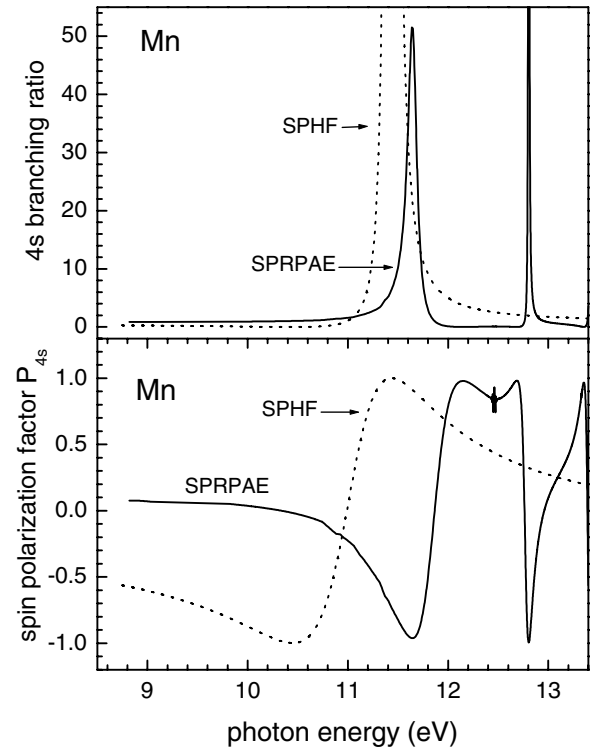 Mn
4s branching ratio
50
40
30
20
10
0
SPHF
SPRPAE
Mn
spin polarization factor P4s
1.0
0.5
0.0
-0.5
-1.0
SPHF
SPRPAE
9 10 11 12 13
photon energy (eV)